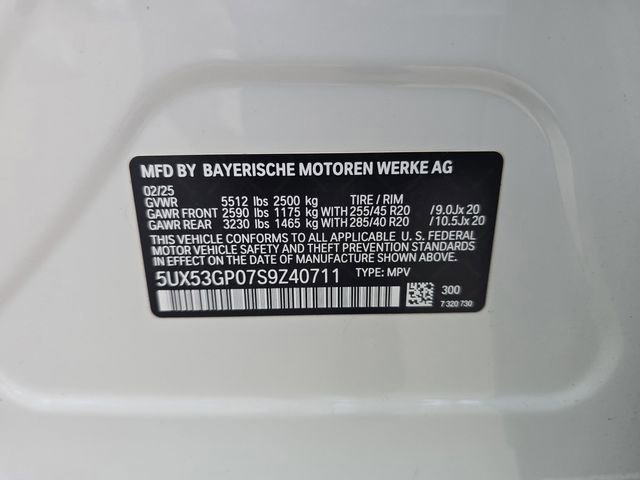 MFD BY BAYERISCHE MOTOREN WERKE AG
02/25
GVWR 5512 lbs 2500 kg TIRE / RIM
GAWR FRONT 2590 lbs 1175 kg WITH 255/45 R20 /9.0Jx 20
GAWR REAR 3230 lbs 1465 kg WITH 285/40 R20 /10.5Jx 20
THIS VEHICLE CONFORMS TO ALL APPLICABLE U. S. FEDERAL
MOTOR VEHICLE SAFETY AND THEFT PREVENTION STANDARDS
IN EFFECT ON THE DATE OF MANUFACTURE SHOWN ABOVE.
5UX53GP07S9Z40711 TYPE: MPV
300
7 320 730